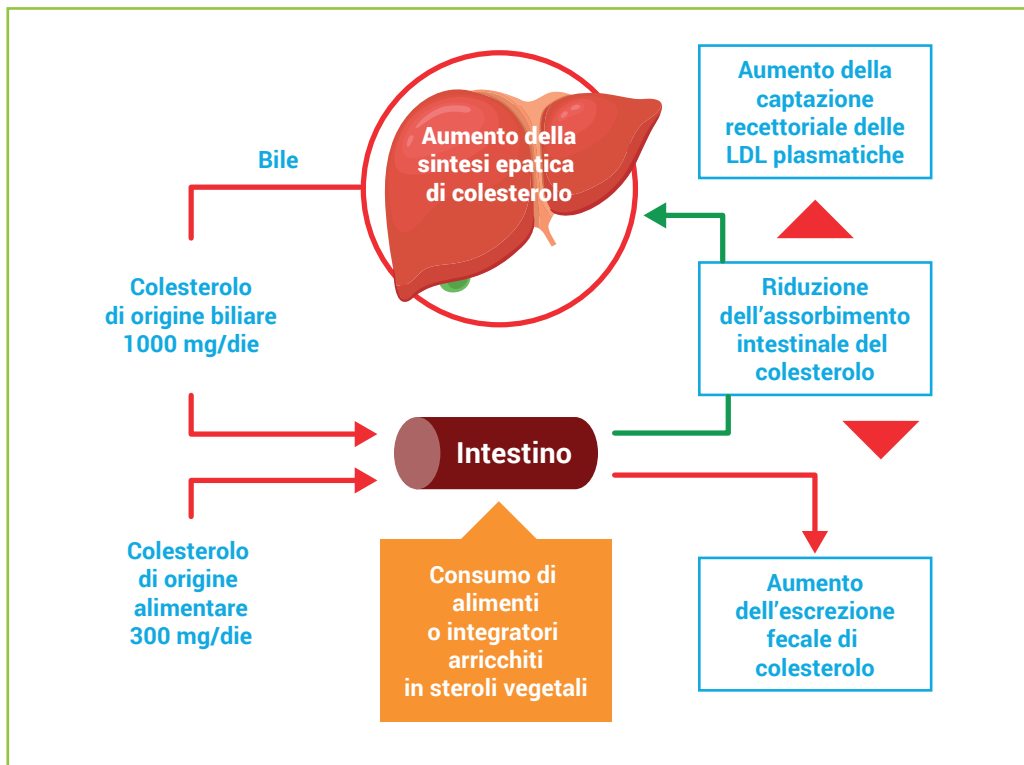 Aumento della
sintesi epatica
di colesterolo
Bile
Colesterolo
di origine biliare
1000 mg/die
Colesterolo
di origine
alimentare
300 mg/die
Intestino
Consumo di
alimenti
o integratori
arricchiti
in steroli vegetali
Aumento della
captazione
recettoriale delle
LDL plasmatiche
Riduzione
dell’assorbimento
intestinale del
colesterolo
Aumento
dell’escrezione
fecale di
colesterolo